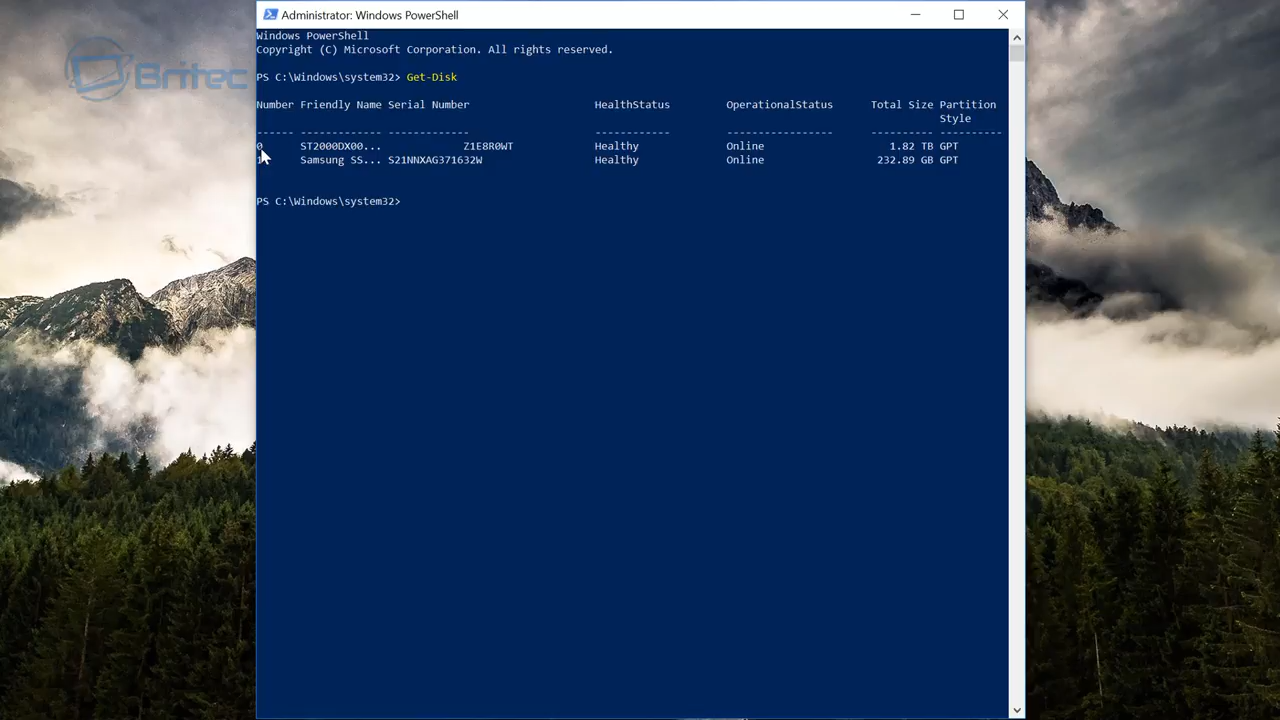 Administrator: Windows PowerShell
Britec
Windows PowerShell
Copyright (C) Microsoft Corporation. All rights reserved.
PS C:\Windows\system32> Get-Disk
Number Friendly Name Serial Number HealthStatus OperationalStatus Total Size Partition
Style
------ ------------- ------------- ------------ ----------------- ---------- ----------
0 ST2000DX00... Z1E8R0WT Healthy Online 1.82 TB GPT
1 Samsung SS... S21NNXAG371632W Healthy Online 232.89 GB GPT
PS C:\Windows\system32>